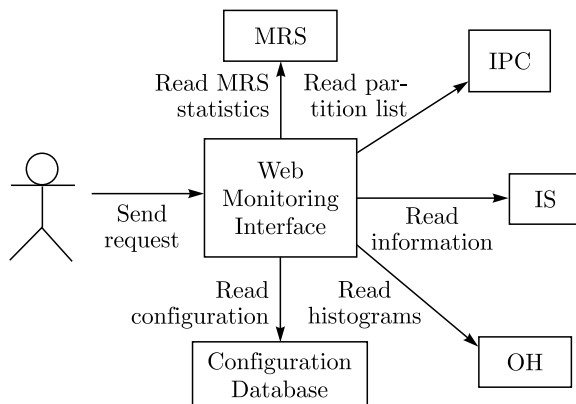 MRS
IPC
Read MRS
statistics
Read par-
tition list
Web
Monitoring
Interface
Send
request
IS
Read
information
Read
configuration
Read
histograms
Configuration
Database
OH